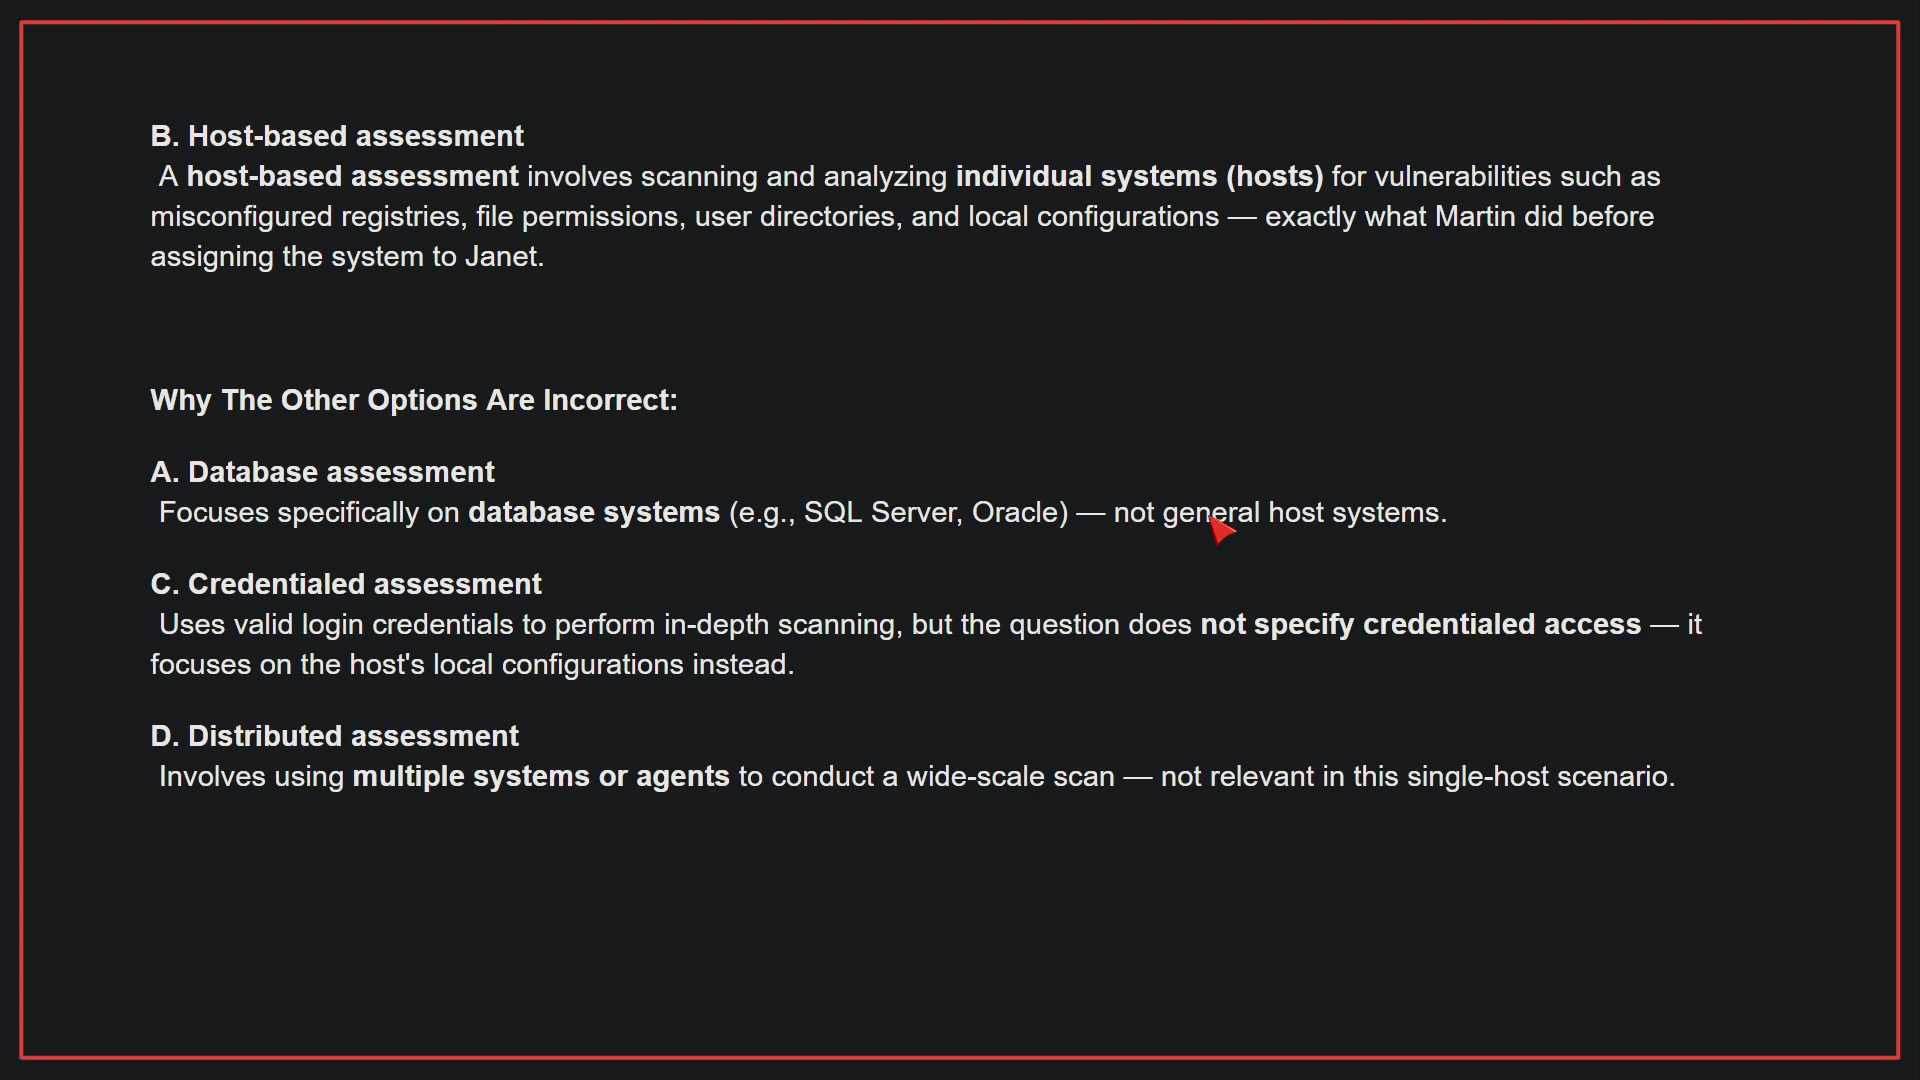 B. Host-based assessment
A host-based assessment involves scanning and analyzing individual systems (hosts) for vulnerabilities such as
misconfigured registries, file permissions, user directories, and local configurations — exactly what Martin did before
assigning the system to Janet.
Why The Other Options Are Incorrect:
A. Database assessment
Focuses specifically on database systems (e.g., SQL Server, Oracle) — not general host systems.
C. Credentialed assessment
Uses valid login credentials to perform in-depth scanning, but the question does not specify credentialed access — it
focuses on the host's local configurations instead.
D. Distributed assessment
Involves using multiple systems or agents to conduct a wide-scale scan — not relevant in this single-host scenario.